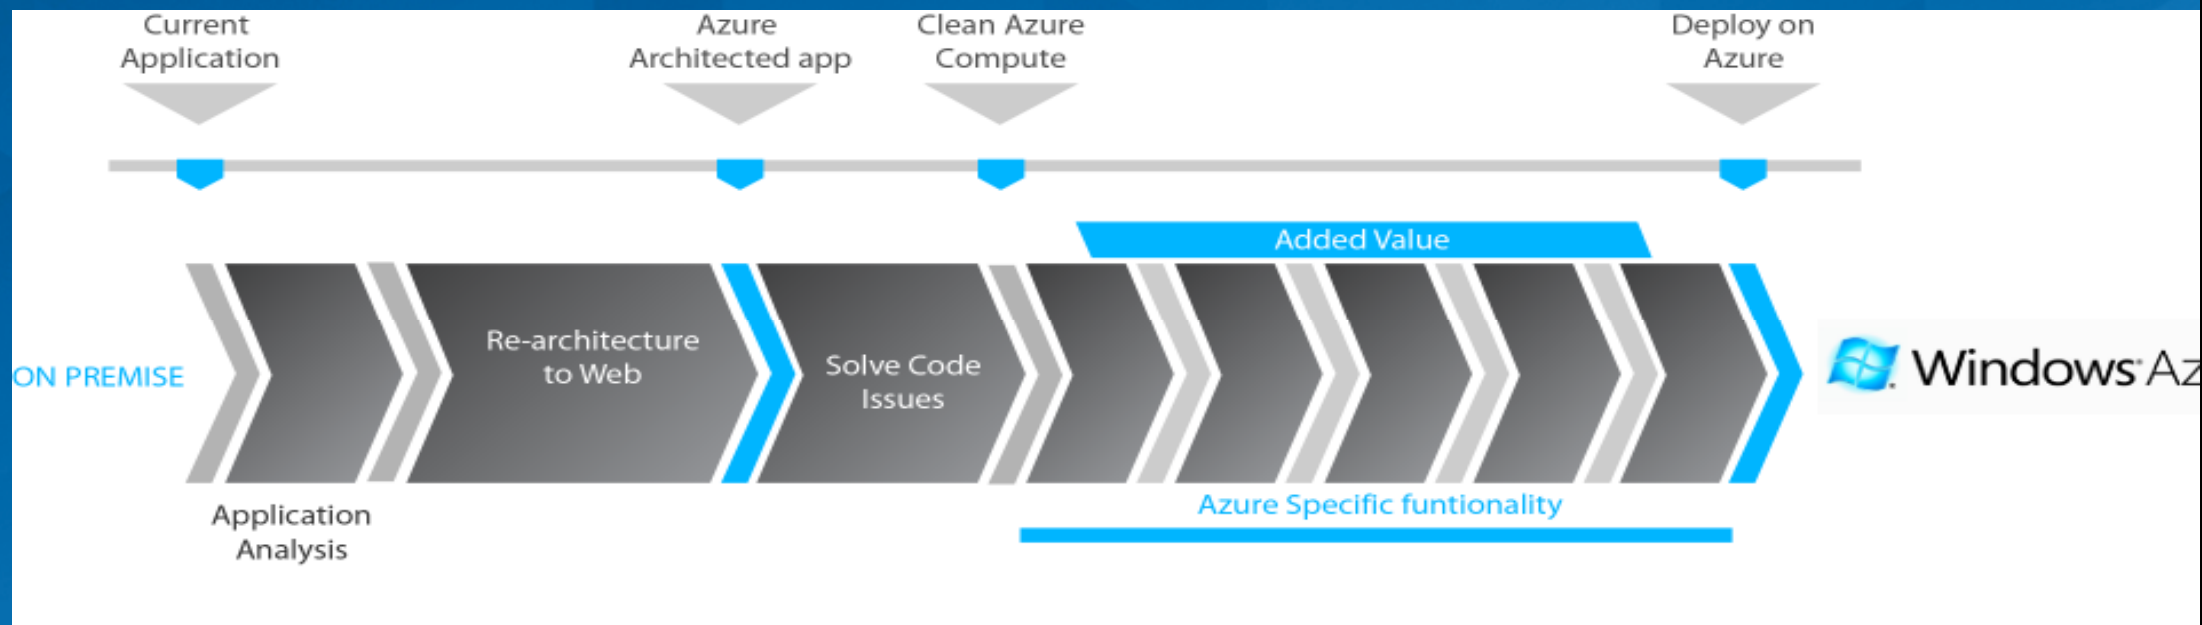 Current
Application
Azure
Architected app
Clean Azure
Compute
Deploy on
Azure
Added Value
Re-architecture
to Web
Solve Code
Issues
ON PREMISE
Windows Az
Application
Analysis
Azure Specific funtionality